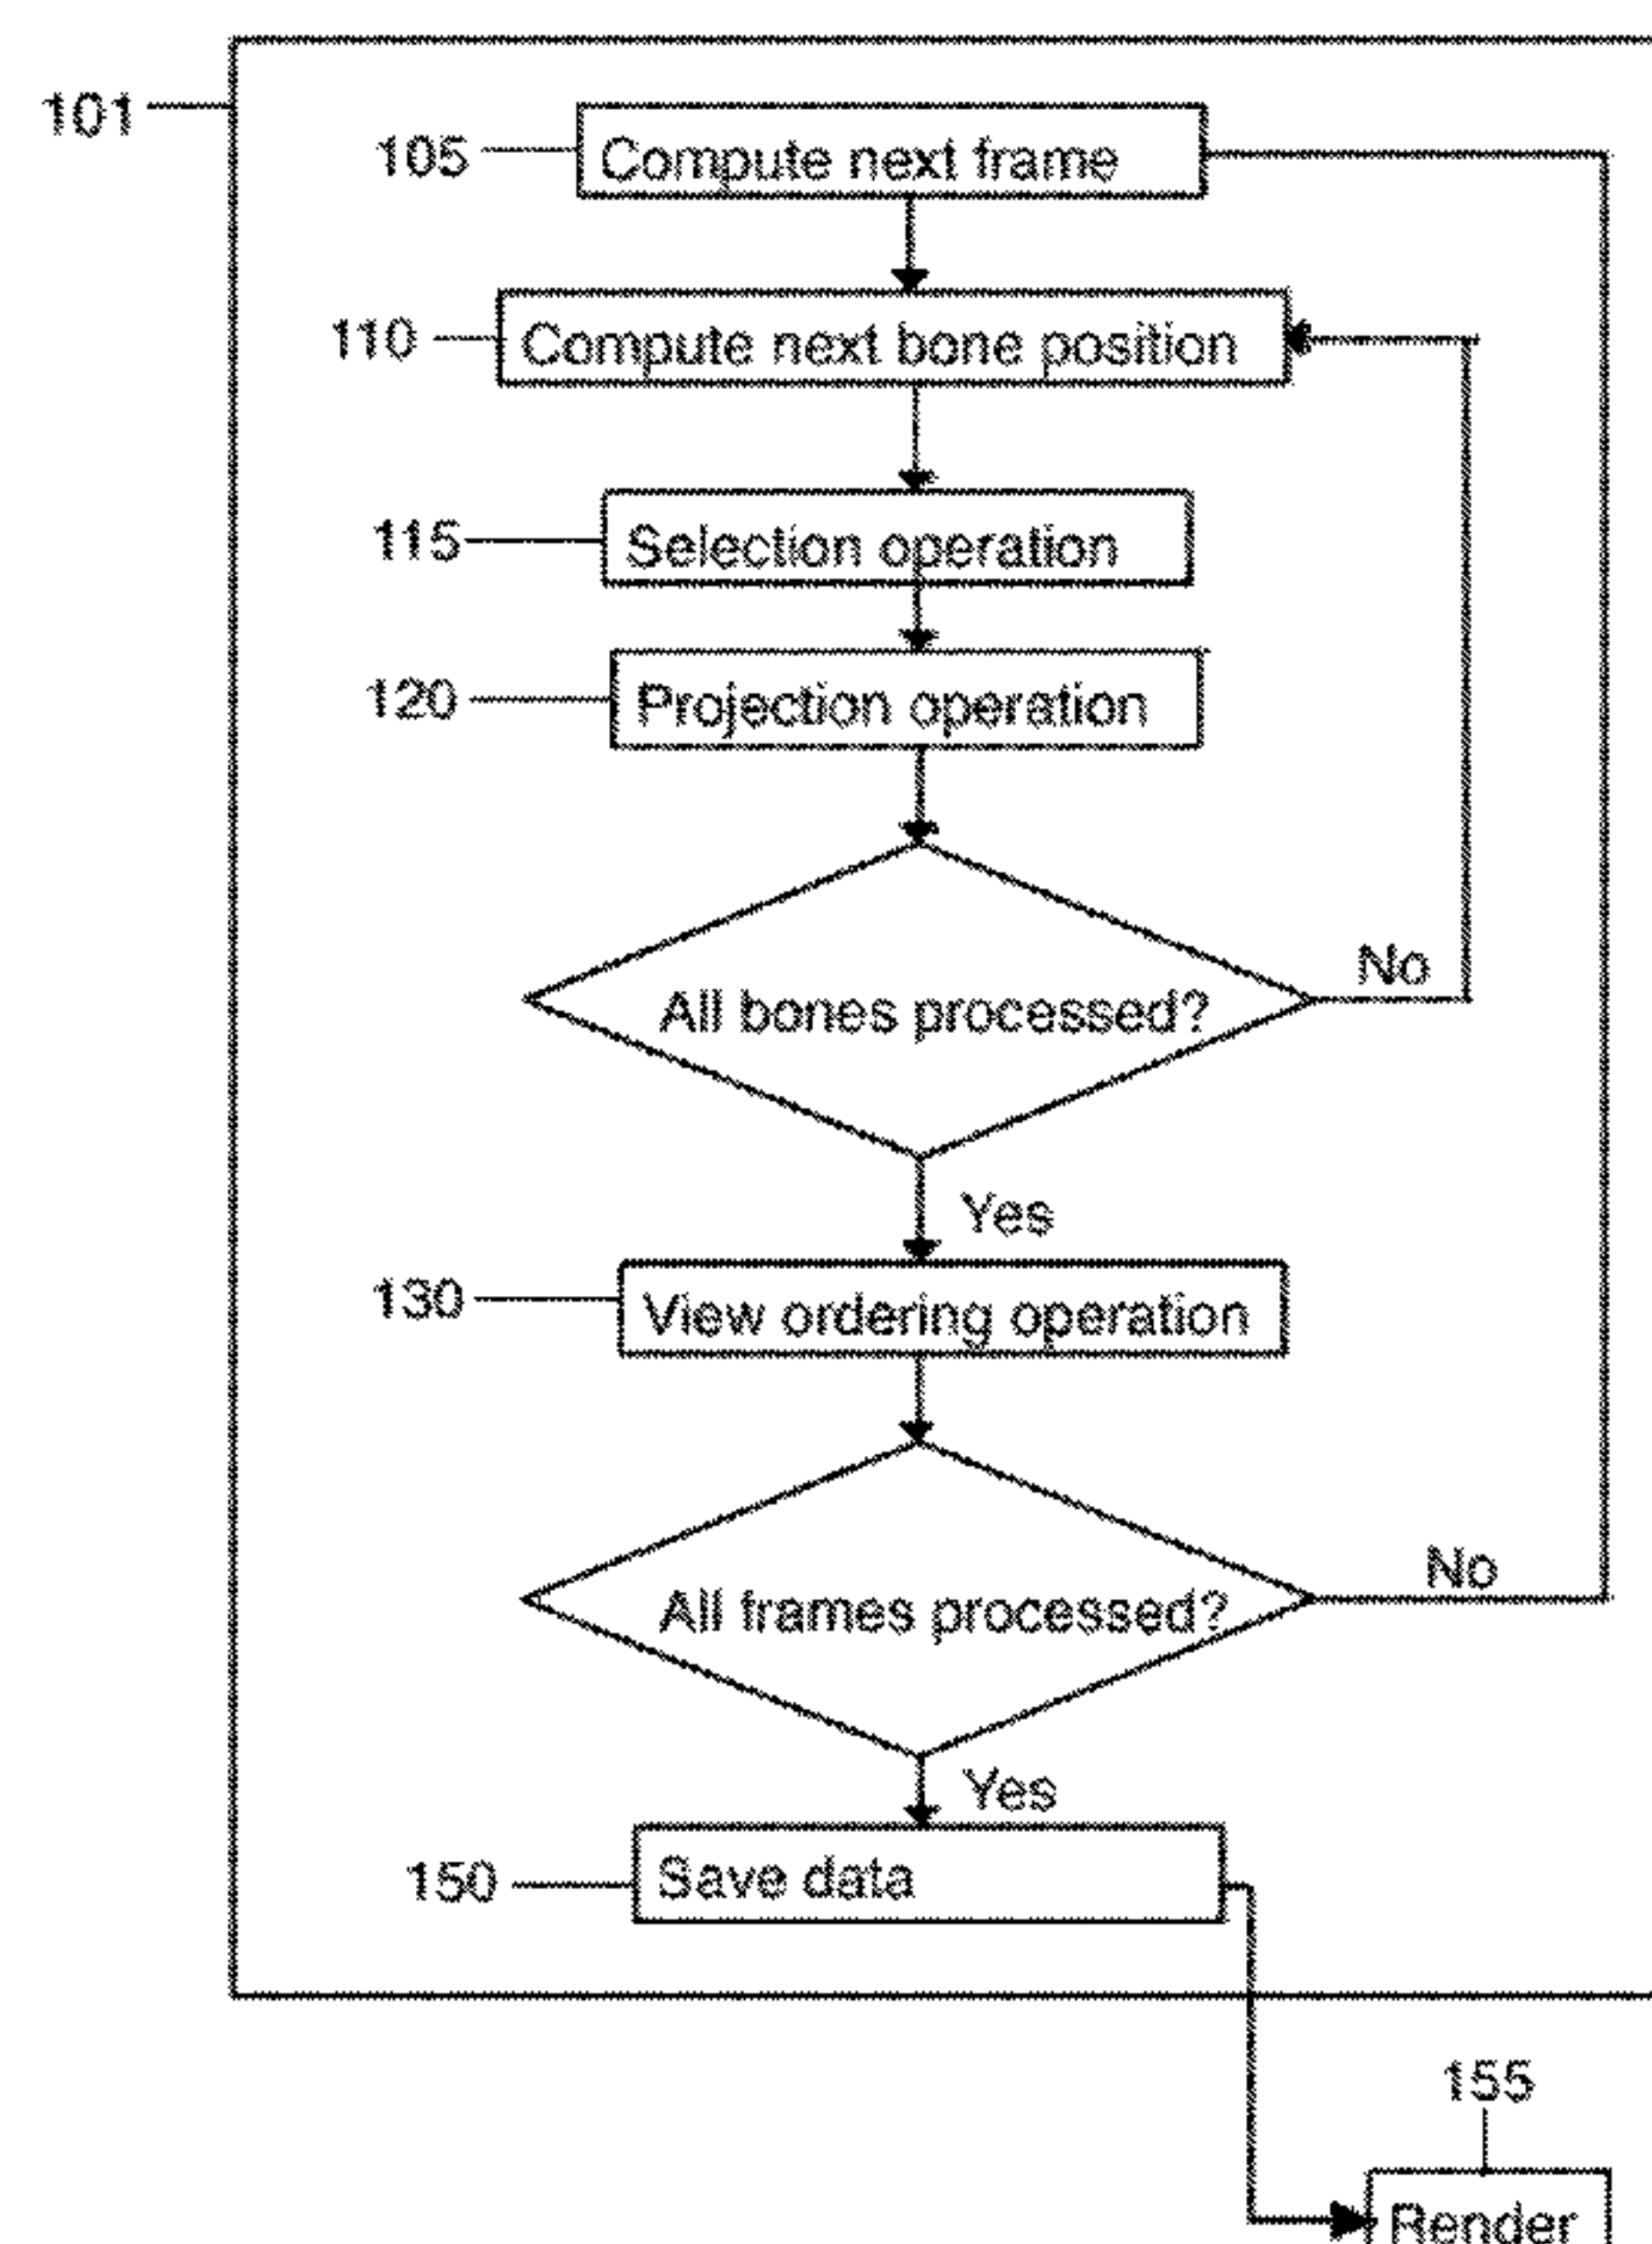 101
105
Compute next frame
110
Compute next bone position
115
Selection operation
120
Projection operation
All bones processed?
No
Yes
130
View ordering operation
All frames processed?
No
Yes
150
Save data
155
Render